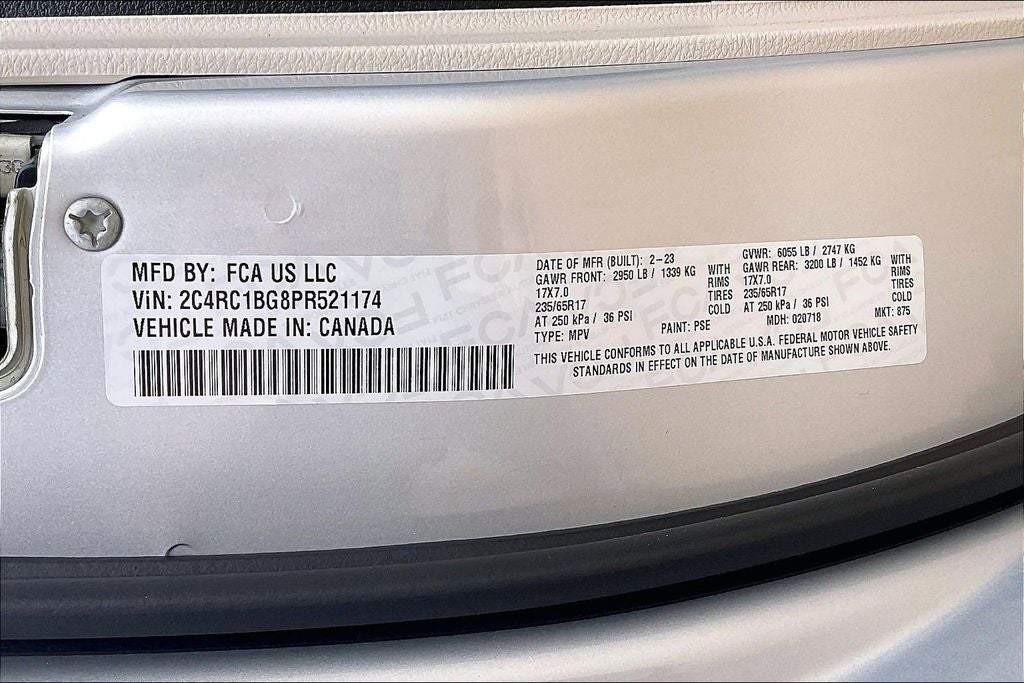 MFD BY: FCA US LLC
ViN: 2C4RC1BG8PR521174
VEHICLE MADE IN: CANADA
DATE OF MFR (BUILT): 2-23
GAWR FRONT: 2950 LB / 1339 KG WITH
17X7.0 RIMS
235/65R17 TIRES
AT 250 kPa / 36 PSI COLD
TYPE: MPV
PAINT: PSE
GVWR: 6055 LB / 2747 KG
GAWR REAR: 3200 LB / 1452 KG WITH
17X7.0 RIMS
235/65R17 TIRES
AT 250 kPa / 36 PSI COLD
MDH: 020718
MKT: 875
THIS VEHICLE CONFORMS TO ALL APPLICABLE U.S.A. FEDERAL MOTOR VEHICLE SAFETY
STANDARDS IN EFFECT ON THE DATE OF MANUFACTURE SHOWN ABOVE.